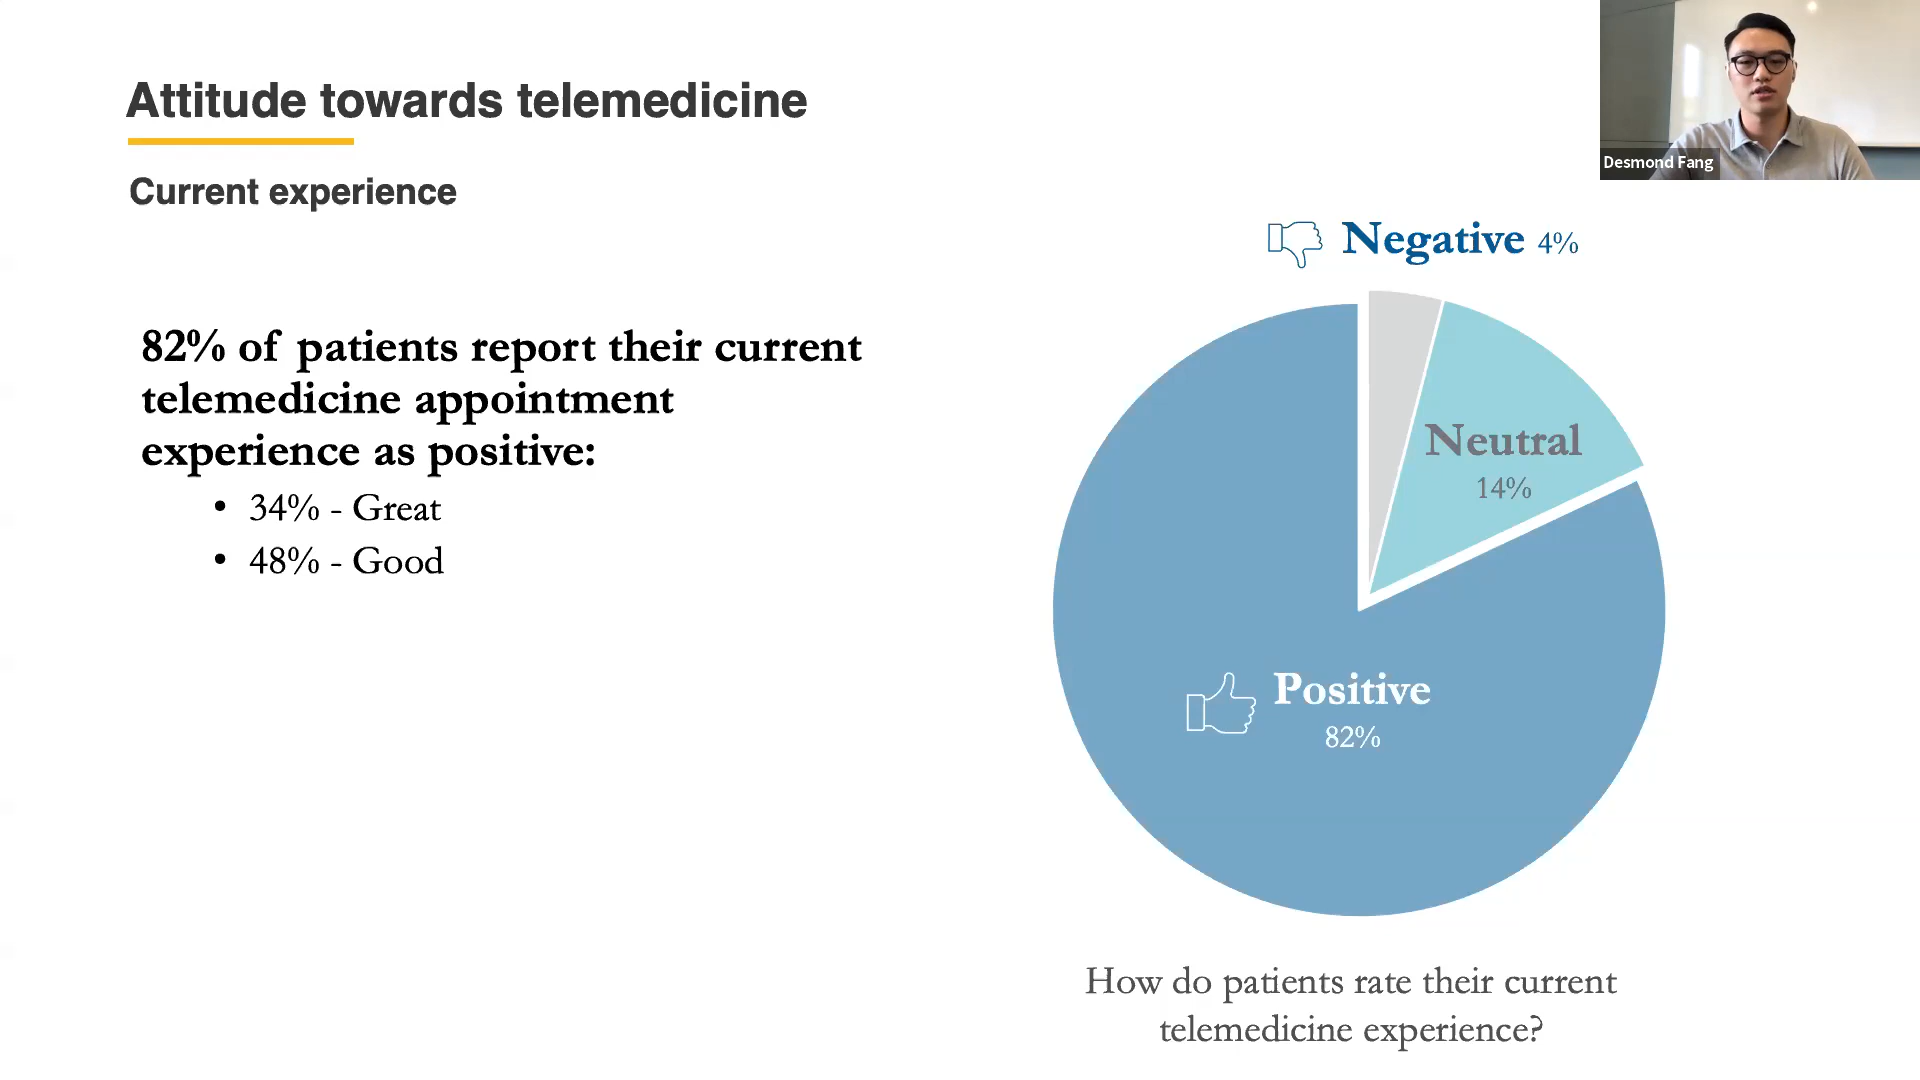 Attitude towards telemedicine
Current experience
82% of patients report their current
telemedicine appointment
experience as positive:
• 34% - Great
• 48% - Good
Desmond Fang
Negative 4%
Neutral
14%
Positive
82%
How do patients rate their current
telemedicine experience?